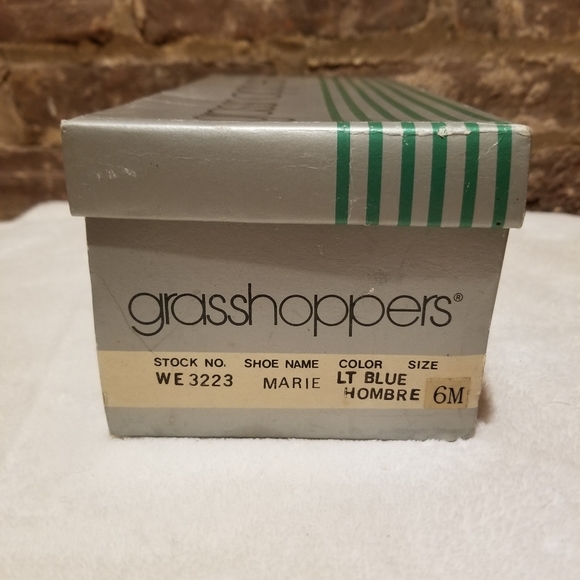 grasshoppers®
STOCK NO. SHOE NAME COLOR SIZE
WE 3223 MARIE LT BLUE
HOMBRE 6M